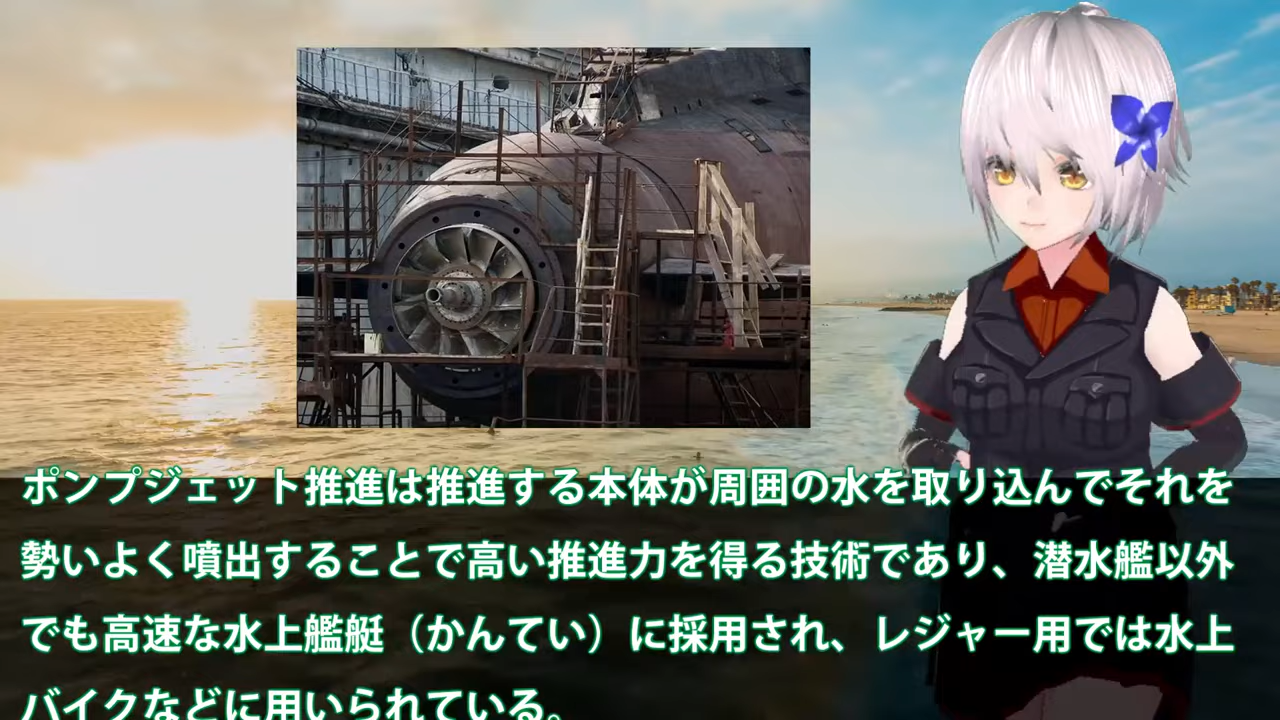 ポンプジェット推進は推進する本体が周囲の水を取り込んでそれを
勢いよく噴出することで高い推進力を得る技術であり、潜水艦以外
でも高速な水上艦艇（かんてい）に採用され、レジャー用では水上
バイクなどに用いられている。